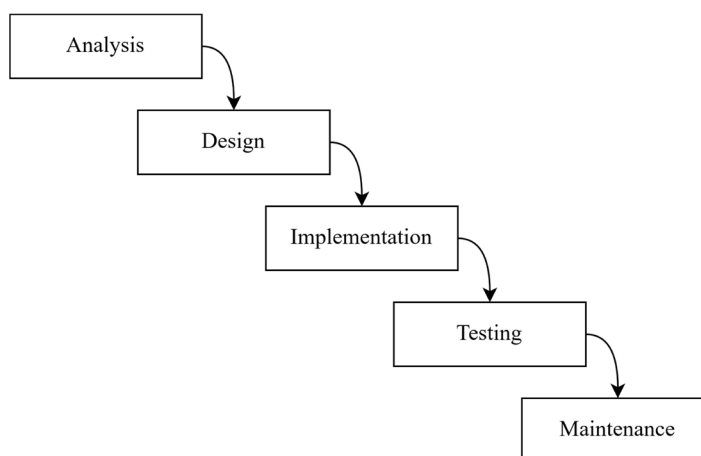 Analysis
Design
Implementation
Testing
Maintenance